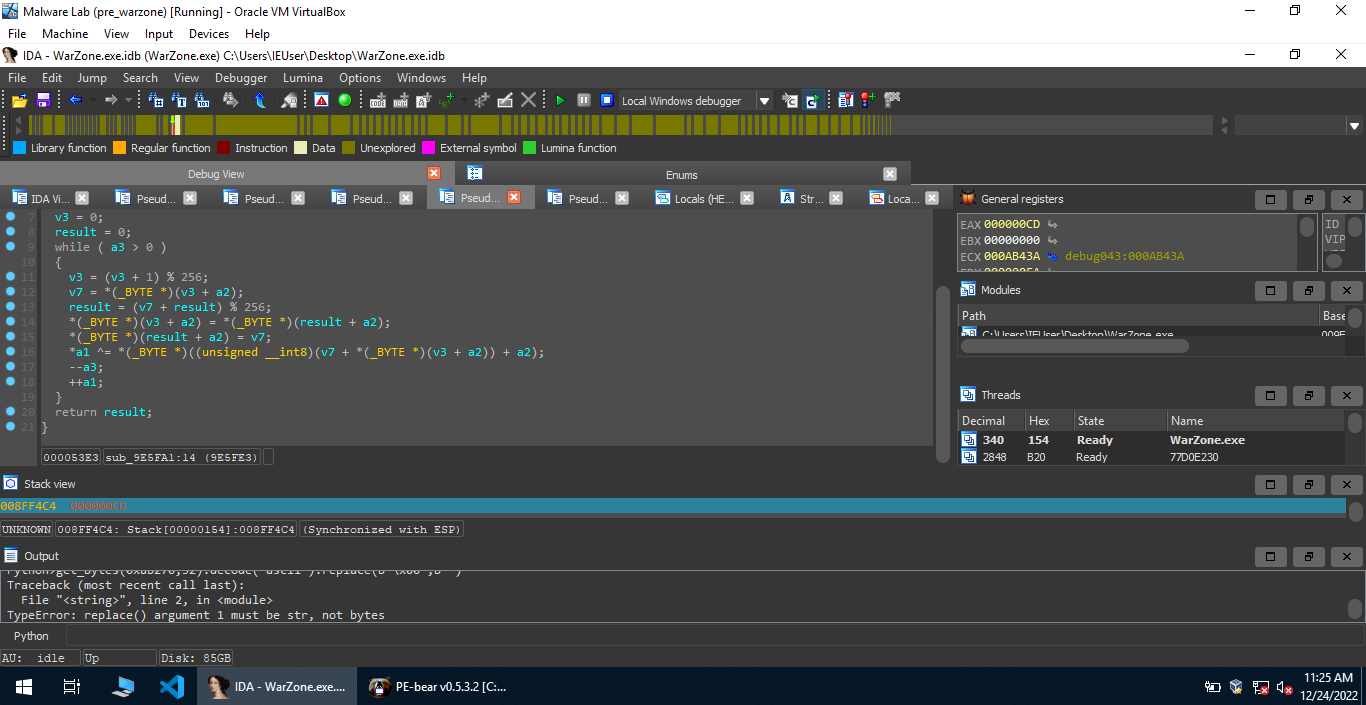 Malware Lab (pre_warzone) [Running] - Oracle VM VirtualBox
File Machine View Input Devices Help
IDA - WarZone.exe.idb (WarZone.exe) C:\Users\IEUser\Desktop\WarZone.exe.idb
File Edit Jump Search View Debugger Lumina Options Windows Help
Local Windows debugger
Library function Regular function Instruction Data Unexplored External symbol Lumina function
Debug View Enums
IDA Vi... Pseud... Pseud... Pseud... Pseud... Pseud... Locals (HE... Str... Loca...
7 v3 = 0;
8 result = 0;
9 while ( a3 > 0 )
10 {
11 v3 = (v3 + 1) % 256;
12 v7 = *(_BYTE *)(v3 + a2);
13 result = (v7 + result) % 256;
14 *(_BYTE *)(v3 + a2) = *(_BYTE *)(result + a2);
15 *(_BYTE *)(result + a2) = v7;
16 *a1 ^= *(_BYTE *)((unsigned __int8)(v7 + *(_BYTE *)(v3 + a2)) + a2);
17 --a3;
18 ++a1;
19 }
20 return result;
21 }
000053E3 sub_9E5FA1:14 (9E5FE3)
General registers
EAX 000000CD
EBX 00000000
ECX 000AB43A debug043:000AB43A
ID
VIP
Modules
Path Base
C:\Users\IEUser\Desktop\WarZone.exe 009E
Threads
Decimal Hex State Name
340 154 Ready WarZone.exe
2848 B20 Ready 77D0E230
Stack view
008FF4C4 000000CD
UNKNOWN 008FF4C4: Stack[00000154]:008FF4C4 (Synchronized with ESP)
Output
Traceback (most recent call last):
File "<string>", line 2, in <module>
TypeError: replace() argument 1 must be str, not bytes
Python
AU: idle Up Disk: 85GB
IDA - WarZone.exe.... PE-bear v0.5.3.2 [C:...
11:25 AM
12/24/2022